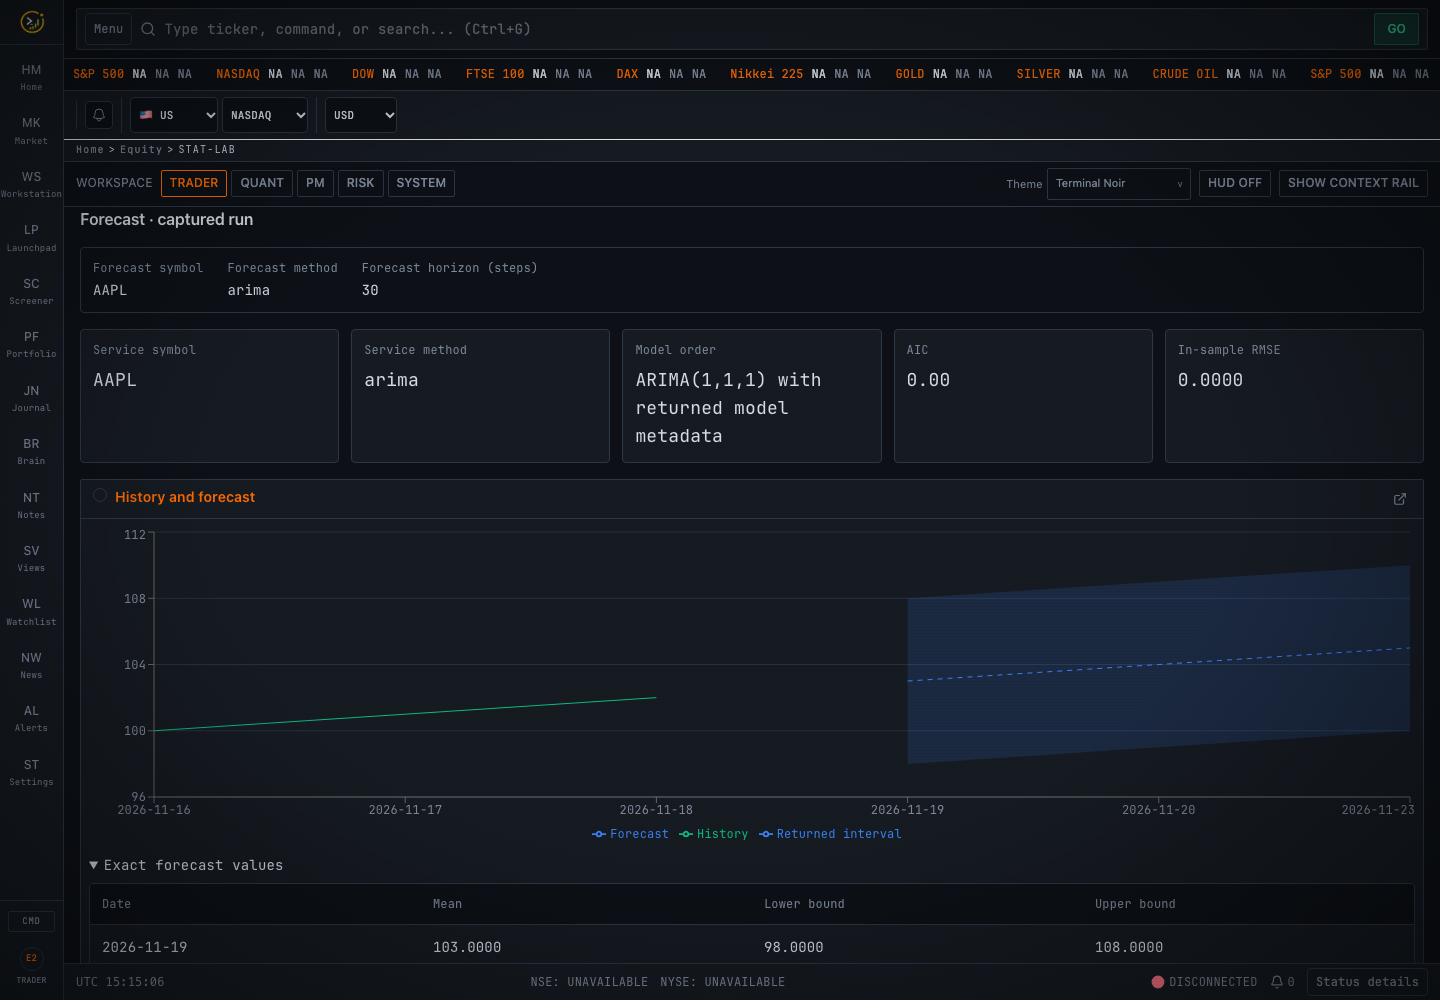 Menu
Type ticker, command, or search... (Ctrl+G)
GO
S&P 500 NA NA NA NASDAQ NA NA NA DOW NA NA NA FTSE 100 NA NA NA DAX NA NA NA Nikkei 225 NA NA NA GOLD NA NA NA SILVER NA NA NA CRUDE OIL NA NA NA S&P 500 NA NA NA
US NASDAQ USD
Home > Equity > STAT-LAB
WORKSPACE TRADER QUANT PM RISK SYSTEM Theme Terminal Noir v HUD OFF SHOW CONTEXT RAIL
HM
Home
MK
Market
WS
Workstation
LP
Launchpad
SC
Screener
PF
Portfolio
JN
Journal
BR
Brain
NT
Notes
SV
Views
WL
Watchlist
NW
News
AL
Alerts
ST
Settings
CMD
E2
TRADER
Forecast · captured run
Forecast symbol Forecast method Forecast horizon (steps)
AAPL arima 30
Service symbol
AAPL
Service method
arima
Model order
ARIMA(1,1,1) with
returned model
metadata
AIC
0.00
In-sample RMSE
0.0000
History and forecast
112
108
104
100
96
2026-11-16 2026-11-17 2026-11-18 2026-11-19 2026-11-20 2026-11-23
Forecast History Returned interval
▼ Exact forecast values
Date Mean Lower bound Upper bound
2026-11-19 103.0000 98.0000 108.0000
UTC 15:15:06 NSE: UNAVAILABLE NYSE: UNAVAILABLE DISCONNECTED 0 Status details